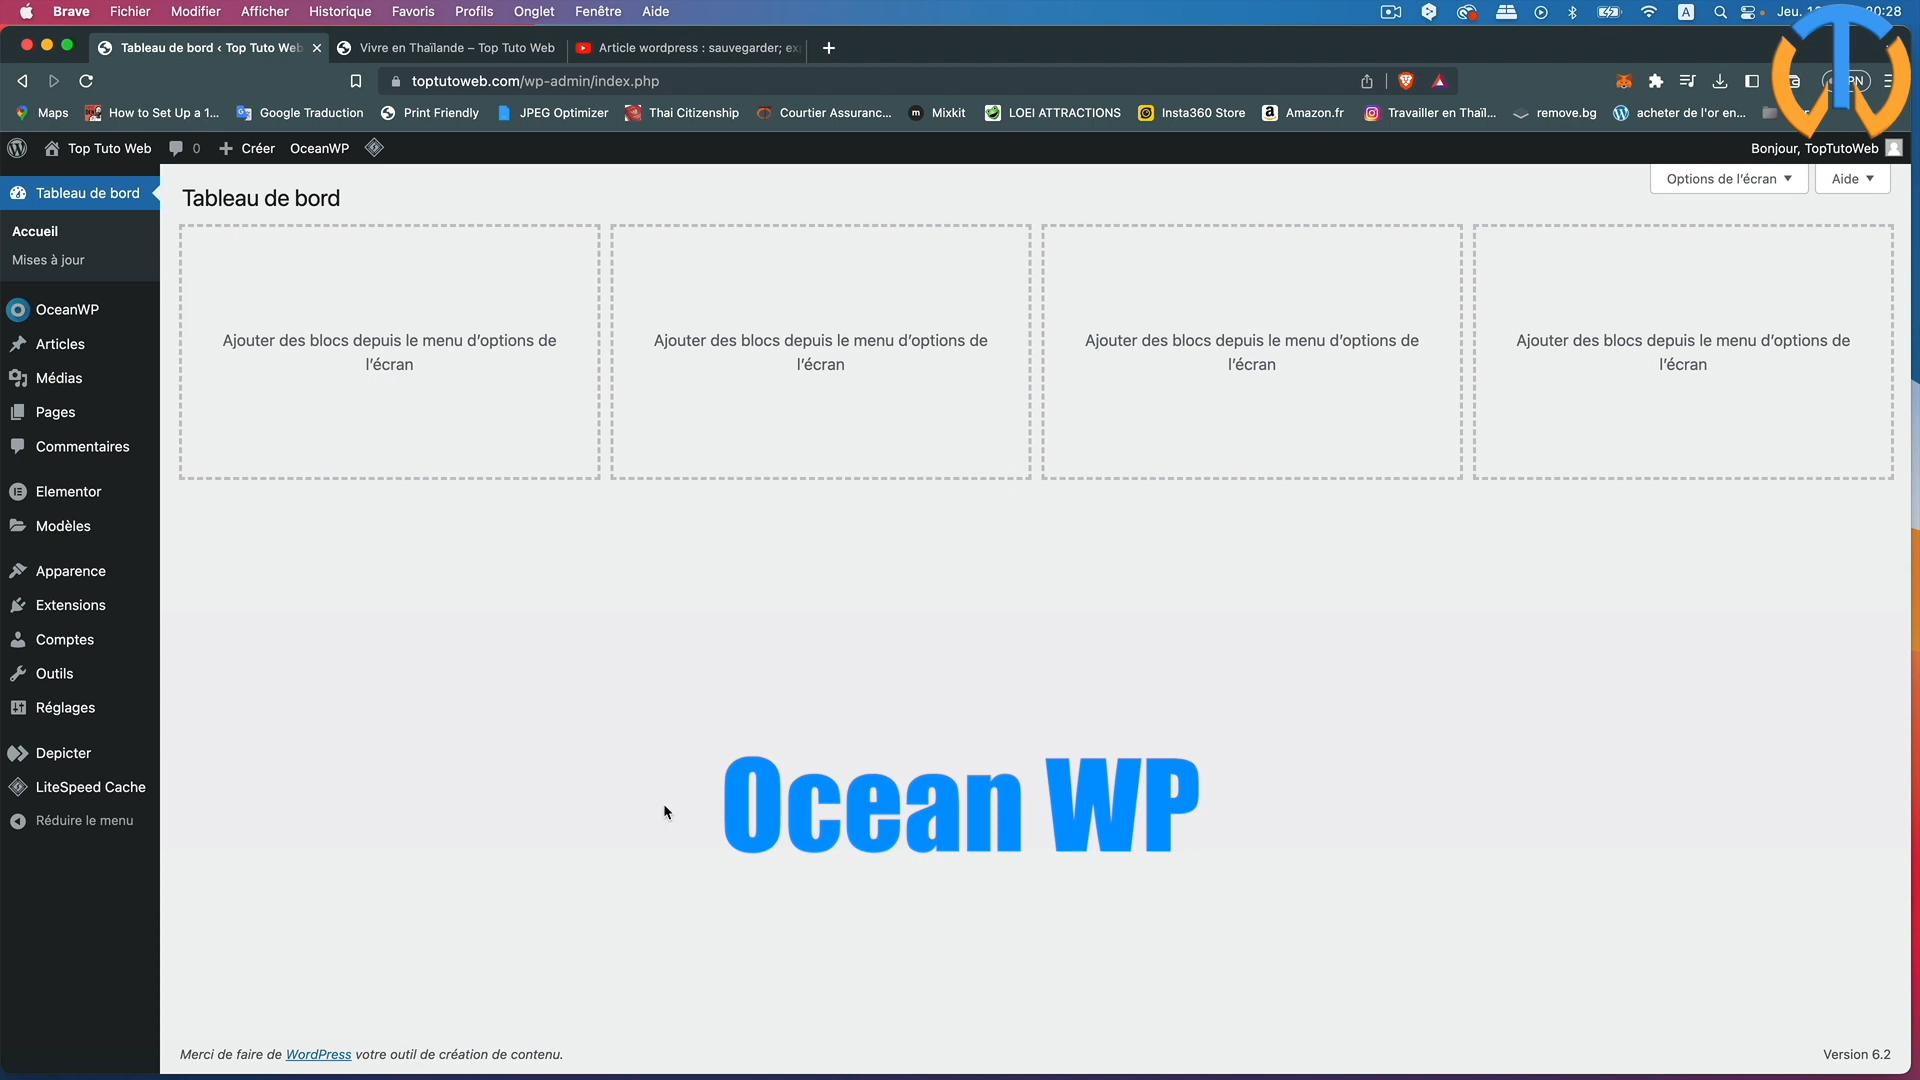 Brave Fichier Modifier Afficher Historique Favoris Profils Onglet Fenêtre Aide A Jeu.
Tableau de bord ‹ Top Tuto Web Vivre en Thaïlande – Top Tuto Web Article wordpress : sauvegarder; ex
toptutoweb.com/wp-admin/index.php
Maps How to Set Up a 1... Google Traduction Print Friendly JPEG Optimizer Thai Citizenship Courtier Assuranc... Mixkit LOEI ATTRACTIONS Insta360 Store Amazon.fr Travailler en Thaïl... remove.bg acheter de l'or en...
Top Tuto Web 0 Créer OceanWP Bonjour, TopTutoWeb
Tableau de bord
Tableau de bord
Options de l'écran Aide
Accueil
Mises à jour
OceanWP
Articles
Médias
Pages
Commentaires
Elementor
Modèles
Apparence
Extensions
Comptes
Outils
Réglages
Depicter
LiteSpeed Cache
Réduire le menu
Ajouter des blocs depuis le menu d'options de
l'écran
Ajouter des blocs depuis le menu d'options de
l'écran
Ajouter des blocs depuis le menu d'options de
l'écran
Ajouter des blocs depuis le menu d'options de
l'écran
Ocean WP
Merci de faire de WordPress votre outil de création de contenu.
Version 6.2